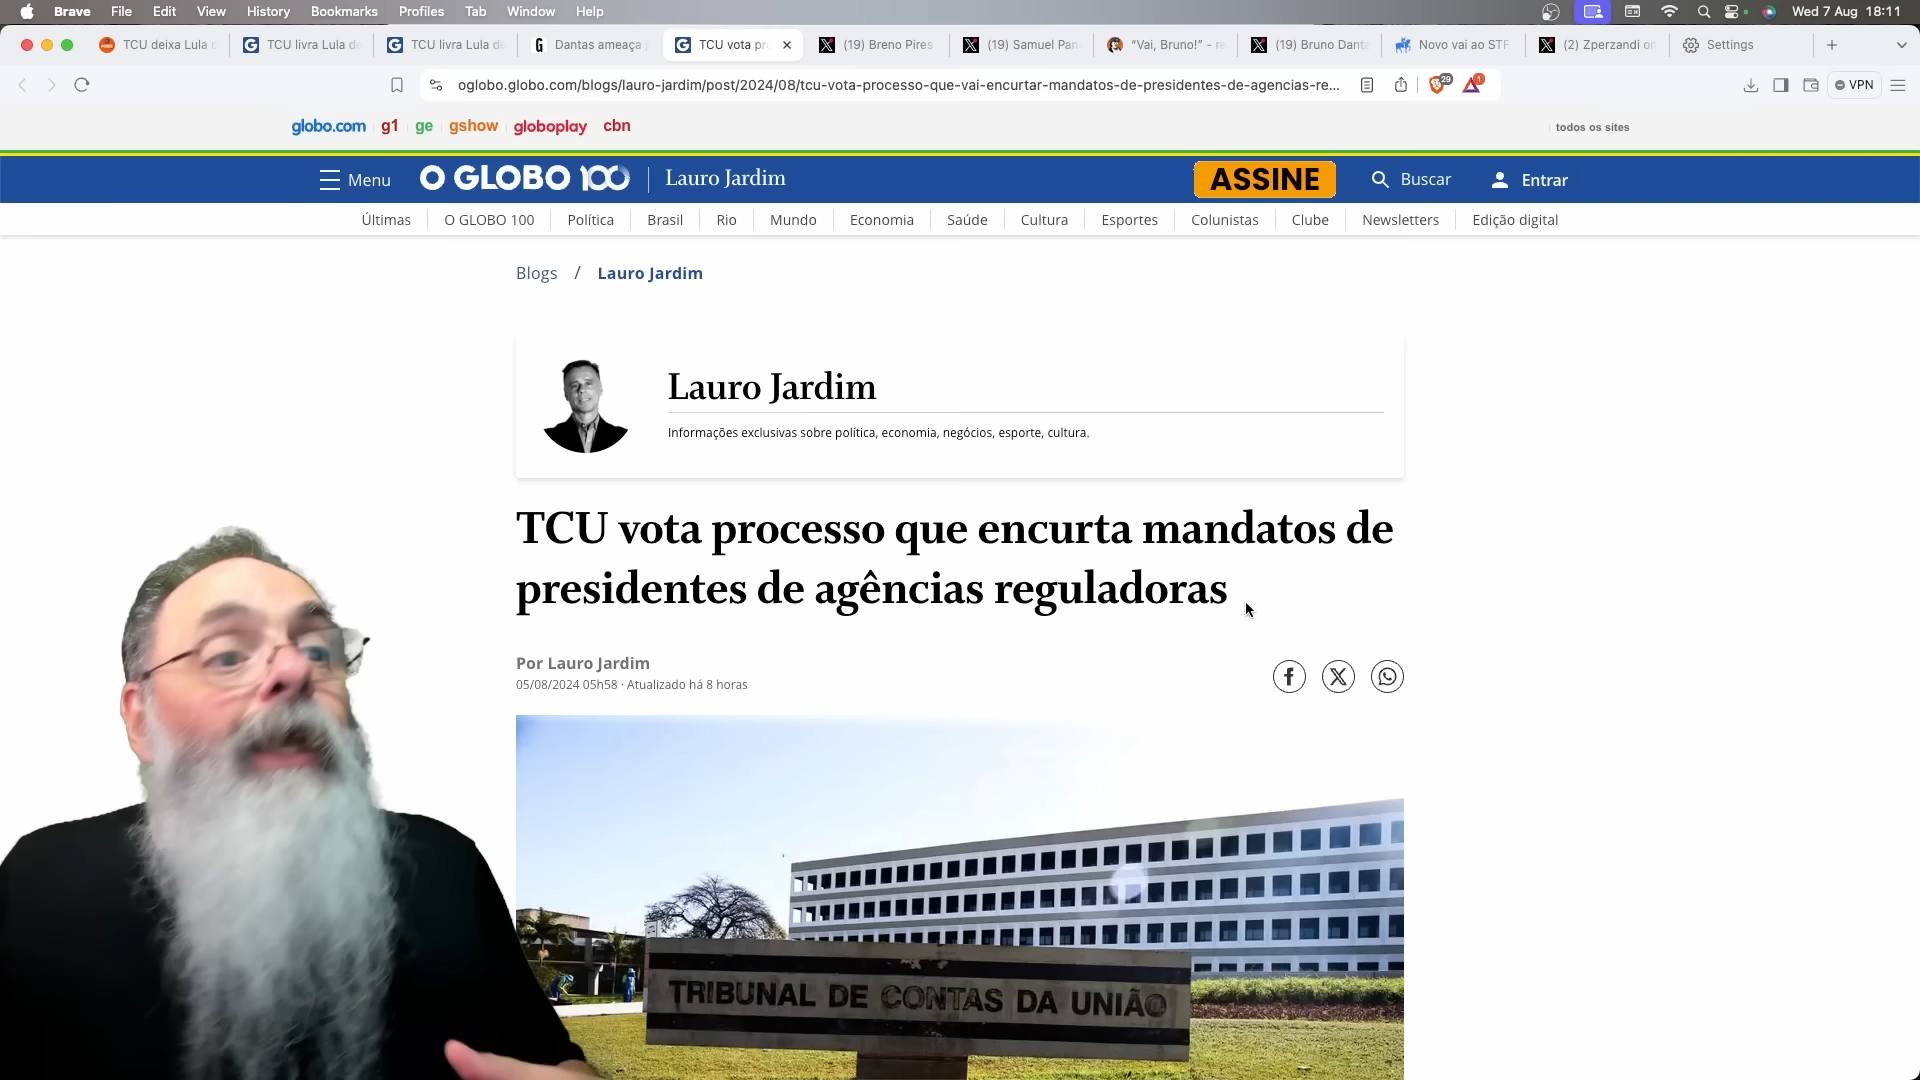 Brave File Edit View History Bookmarks Profiles Tab Window Help Wed 7 Aug 18:11
TCU deixa Lula d TCU livra Lula de TCU livra Lula de Dantas ameaça TCU vota pr (19) Breno Pires (19) Samuel Pan "Vai, Bruno!" - re (19) Bruno Danta Novo vai ao STF (2) Zperzandi on Settings
oglobo.globo.com/blogs/lauro-jardim/post/2024/08/tcu-vota-processo-que-vai-encurtar-mandatos-de-presidentes-de-agencias-re... 29 1 VPN
globo.com g1 ge gshow globoplay cbn todos os sites
Menu O GLOBO 100 Lauro Jardim ASSINE Buscar Entrar
Últimas O GLOBO 100 Política Brasil Rio Mundo Economia Saúde Cultura Esportes Colunistas Clube Newsletters Edição digital
Blogs / Lauro Jardim
Lauro Jardim
Informações exclusivas sobre política, economia, negócios, esporte, cultura.
TCU vota processo que encurta mandatos de
presidentes de agências reguladoras
Por Lauro Jardim
05/08/2024 05h58 · Atualizado há 8 horas
TRIBUNAL DE CONTAS DA UNIÃO